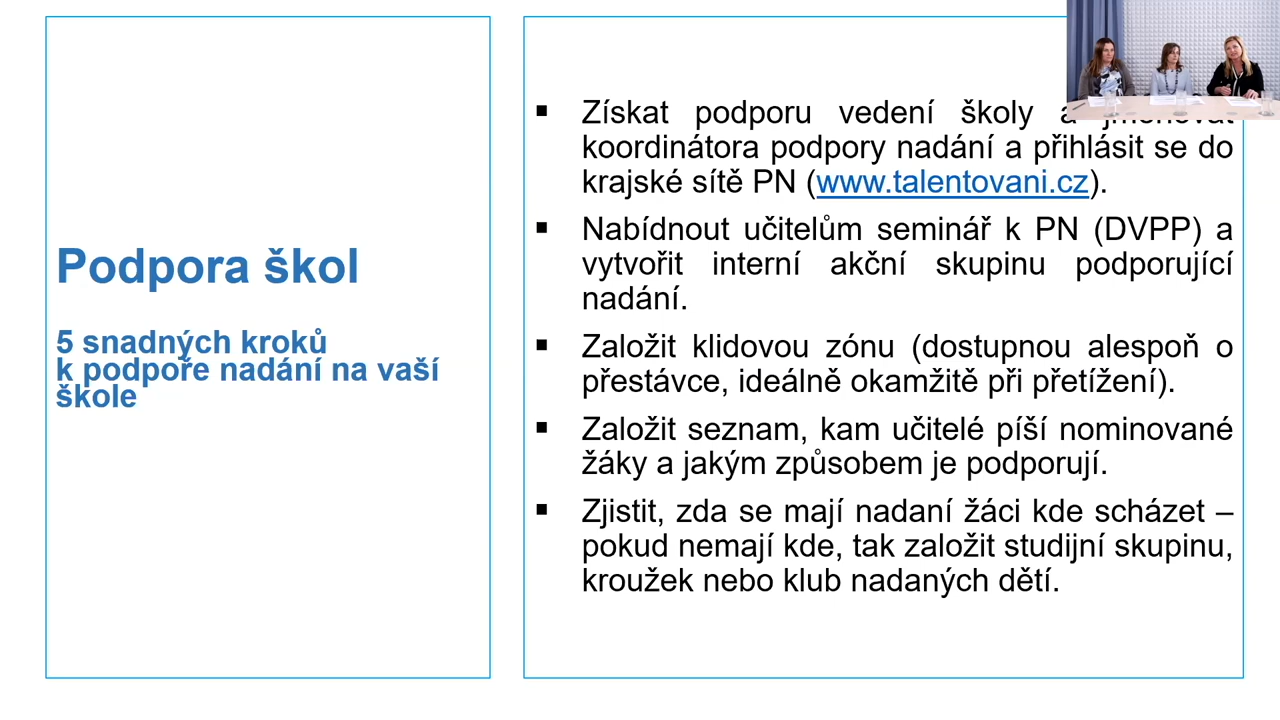 Podpora škol
5 snadných kroků
k podpoře nadání na vaší
škole
▪ Získat podporu vedení školy a jmenovat
koordinátora podpory nadání a přihlásit se do
krajské sítě PN (www.talentovani.cz).
▪ Nabídnout učitelům seminář k PN (DVPP) a
vytvořit interní akční skupinu podporující
nadání.
▪ Založit klidovou zónu (dostupnou alespoň o
přestávce, ideálně okamžitě při přetížení).
▪ Založit seznam, kam učitelé píší nominované
žáky a jakým způsobem je podporují.
▪ Zjistit, zda se mají nadaní žáci kde scházet –
pokud nemají kde, tak založit studijní skupinu,
kroužek nebo klub nadaných dětí.